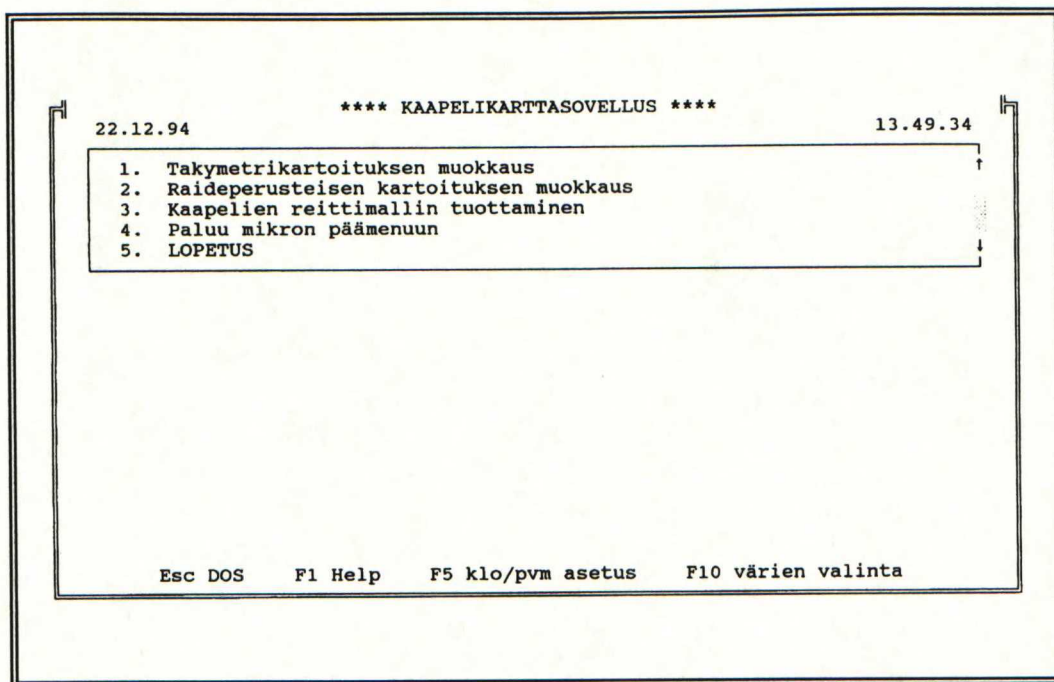 **** KAAPELIKARTTASOVELLUS ****
22.12.94 13.49.34
1. Takymetrikartoituksen muokkaus
2. Raideperusteisen kartoituksen muokkaus
3. Kaapelien reittimallin tuottaminen
4. Paluu mikron päämenuun
5. LOPETUS
Esc DOS F1 Help F5 klo/pvm asetus F10 värien valinta